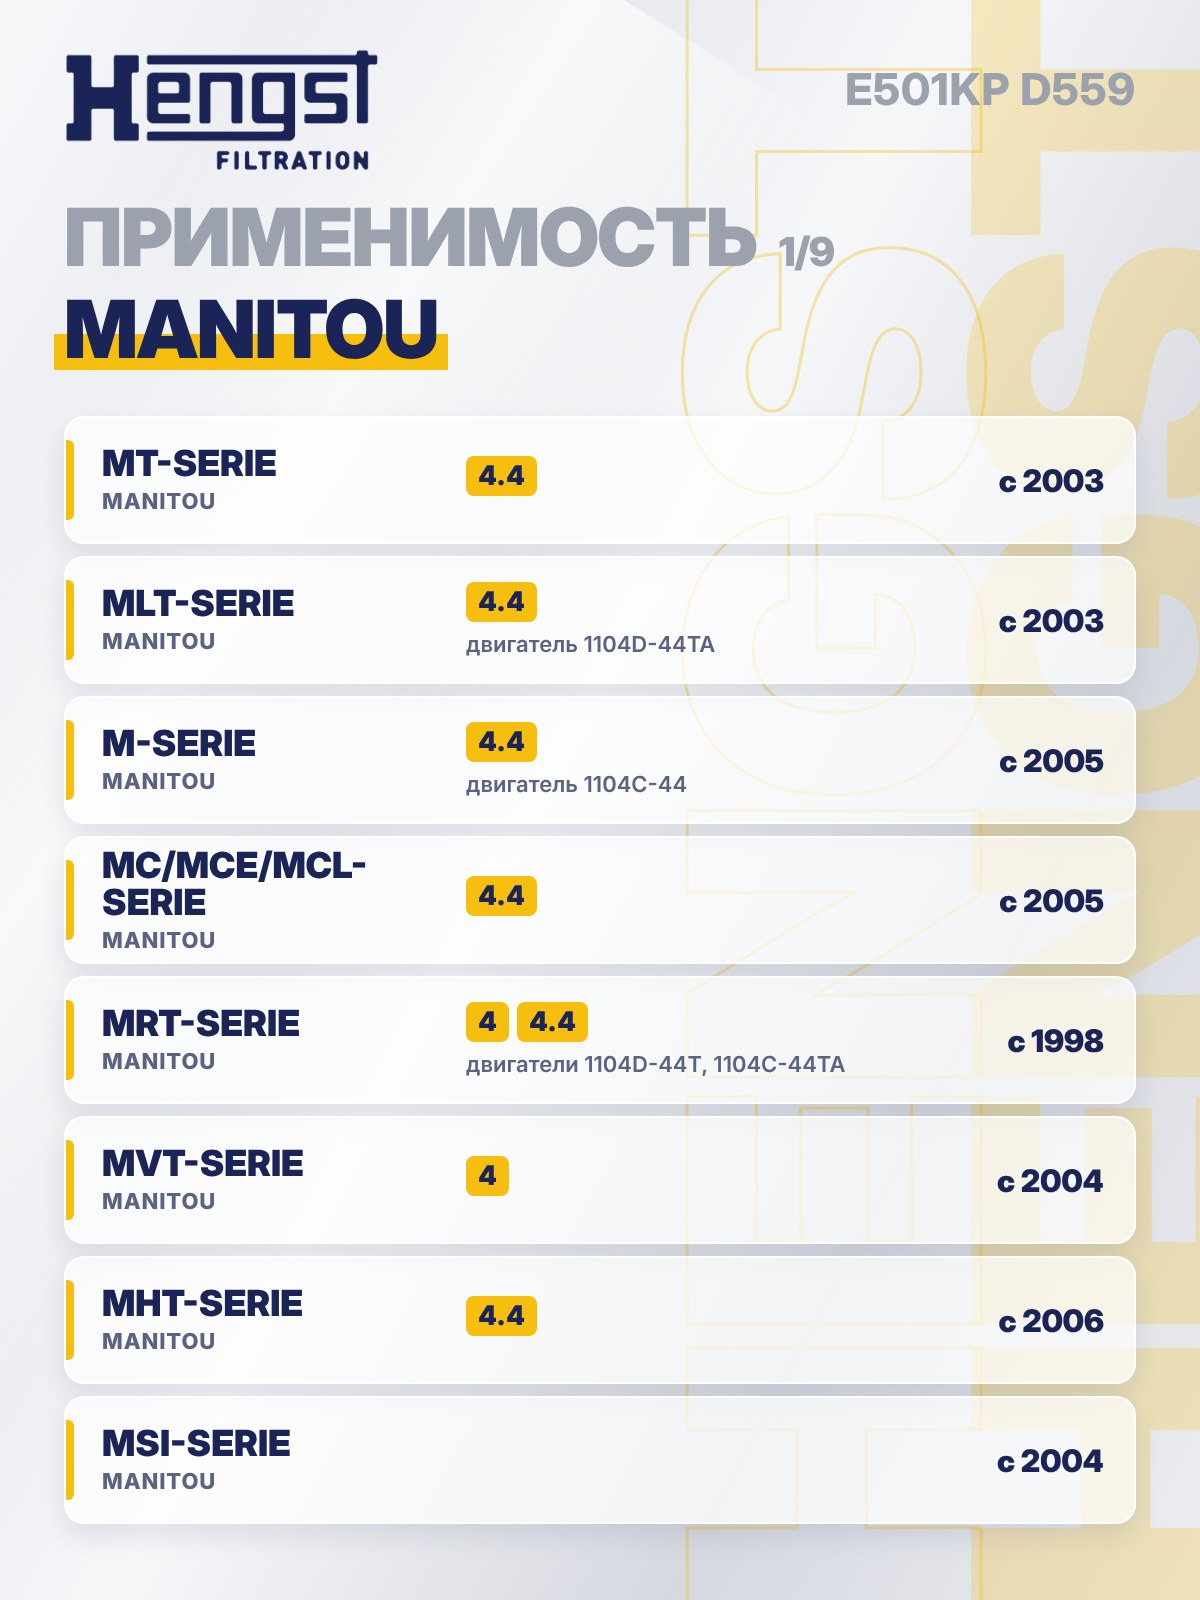 Hengst
FILTRATION
E501KP D559
ПРИМЕНИМОСТЬ 1/9
MANITOU
MT-SERIE
MANITOU
4.4
с 2003
MLT-SERIE
MANITOU
4.4
двигатель 1104D-44TA
с 2003
M-SERIE
MANITOU
4.4
двигатель 1104C-44
с 2005
MC/MCE/MCL-
SERIE
MANITOU
4.4
с 2005
MRT-SERIE
MANITOU
4 4.4
двигатели 1104D-44T, 1104C-44TA
с 1998
MVT-SERIE
MANITOU
4
с 2004
MHT-SERIE
MANITOU
4.4
с 2006
MSI-SERIE
MANITOU
с 2004
HENGST
HENGST